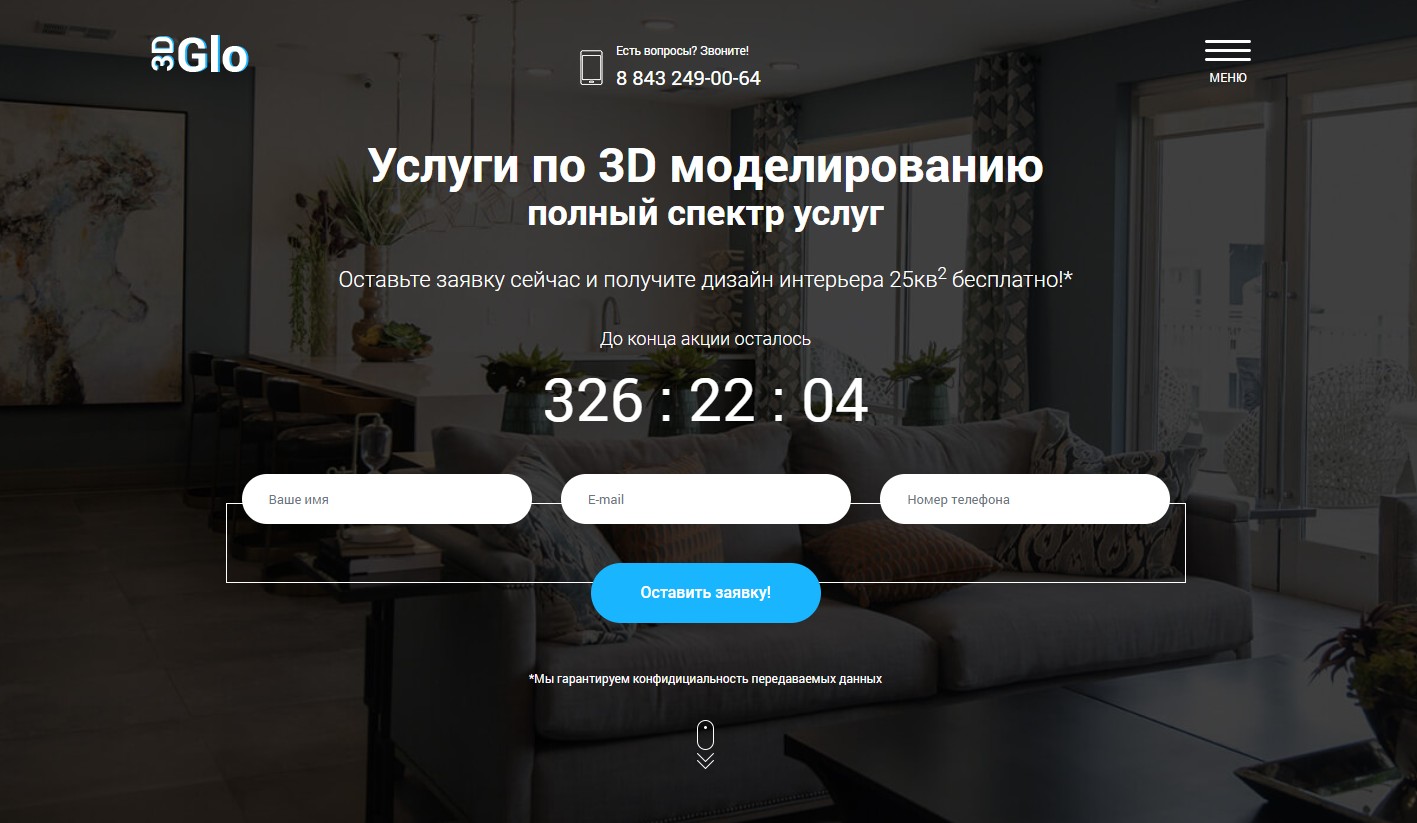 3D Glo
Есть вопросы? Звоните!
8 843 249-00-64
МЕНЮ
Услуги по 3D моделированию
полный спектр услуг
Оставьте заявку сейчас и получите дизайн интерьера 25кв² бесплатно!*
До конца акции осталось
326 : 22 : 04
Ваше имя
E-mail
Номер телефона
Оставить заявку!
*Мы гарантируем конфидициальность передаваемых данных